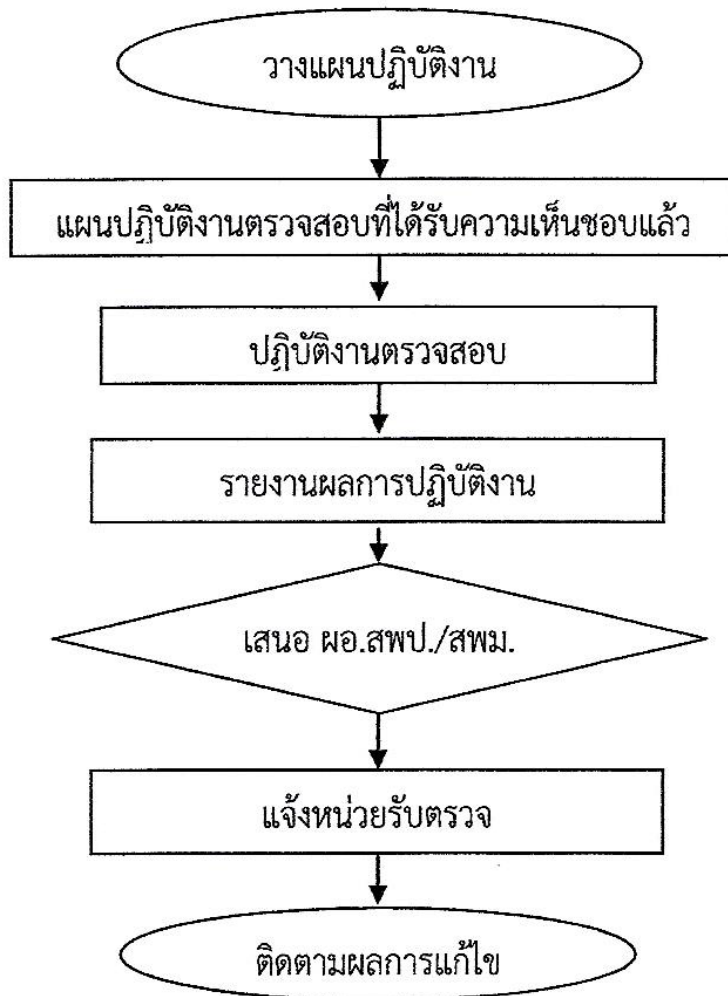 วางแผนปฏิบัติงาน
แผนปฏิบัติงานตรวจสอบที่ได้รับความเห็นชอบแล้ว
ปฏิบัติงานตรวจสอบ
รายงานผลการปฏิบัติงาน
เสนอ ผอ.สพป./สพม.
แจ้งหน่วยรับตรวจ
ติดตามผลการแก้ไข